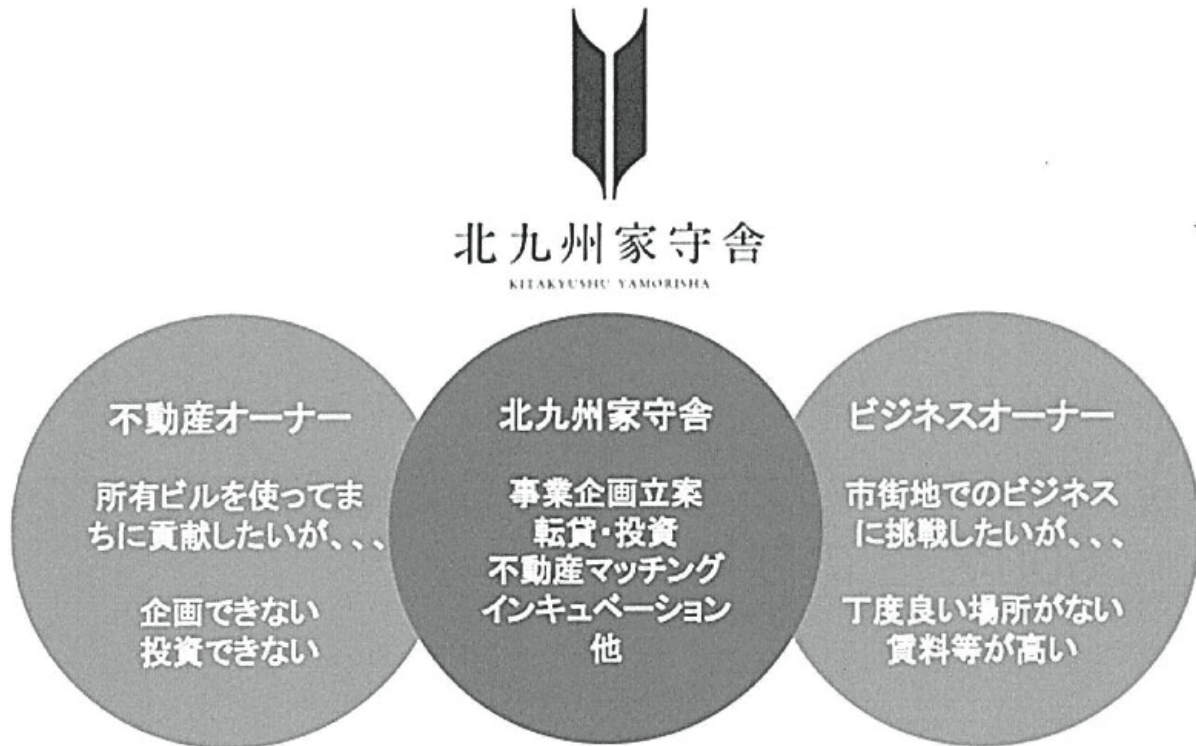 北九州家守舎
KITAKYUSHU YAMORISHA
不動産オーナー
所有ビルを使ってま
ちに貢献したいが、、、
企画できない
投資できない
北九州家守舎
事業企画立案
転貸・投資
不動産マッチング
インキュベーション
他
ビジネスオーナー
市街地でのビジネス
に挑戦したいが、、、
丁度良い場所がない
賃料等が高い